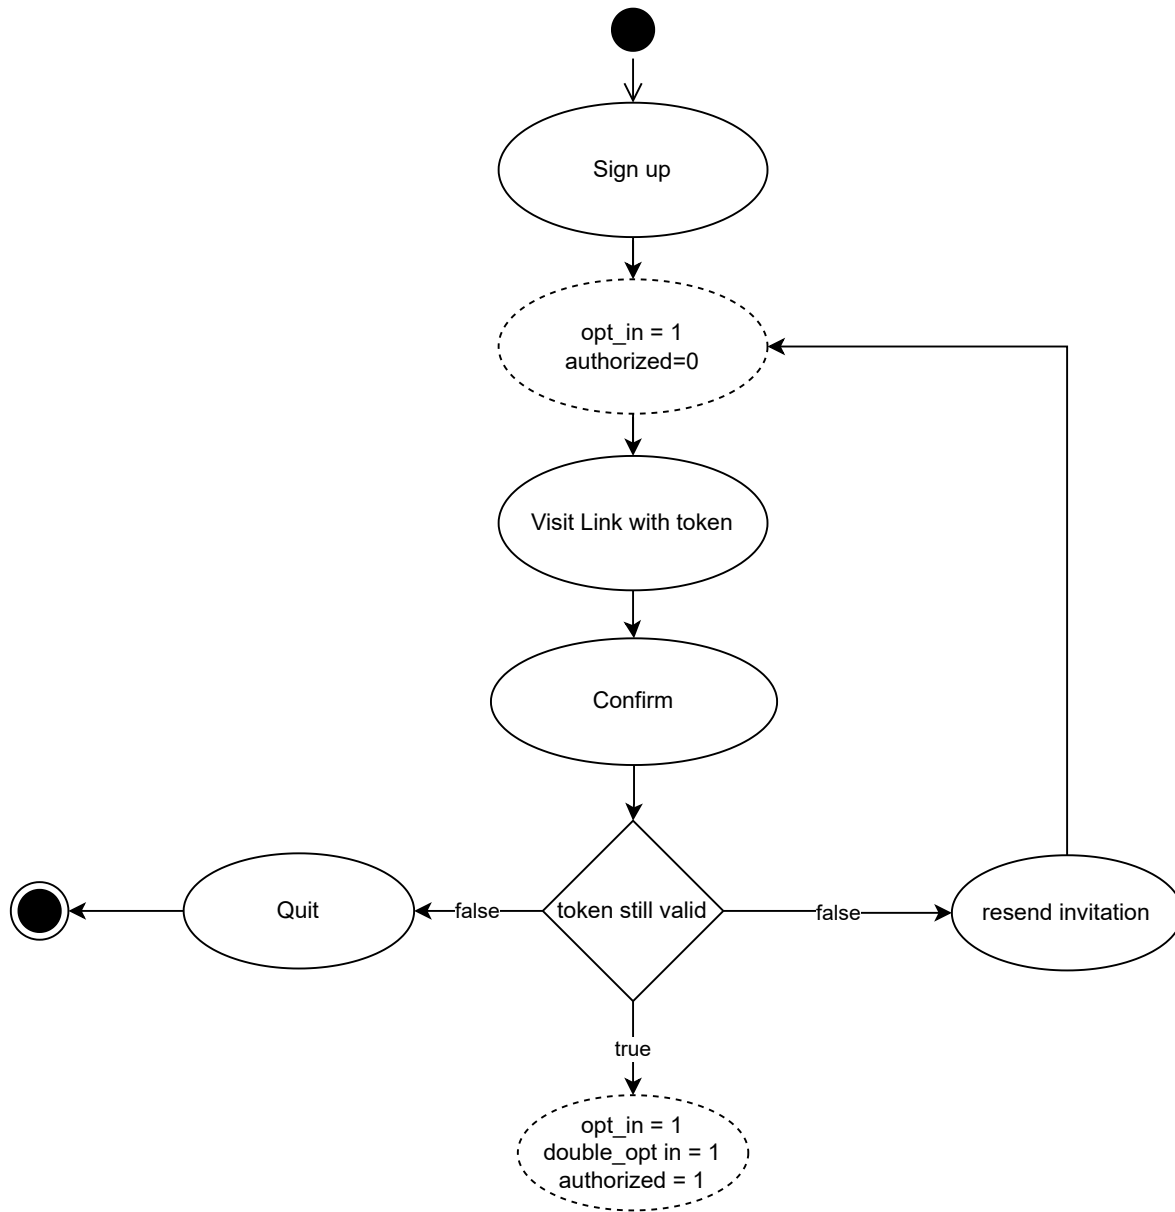 Sign up
opt_in = 1
authorized=0
Visit Link with token
Confirm
Quit
false
token still valid
false
resend invitation
true
opt_in = 1
double_opt in = 1
authorized = 1